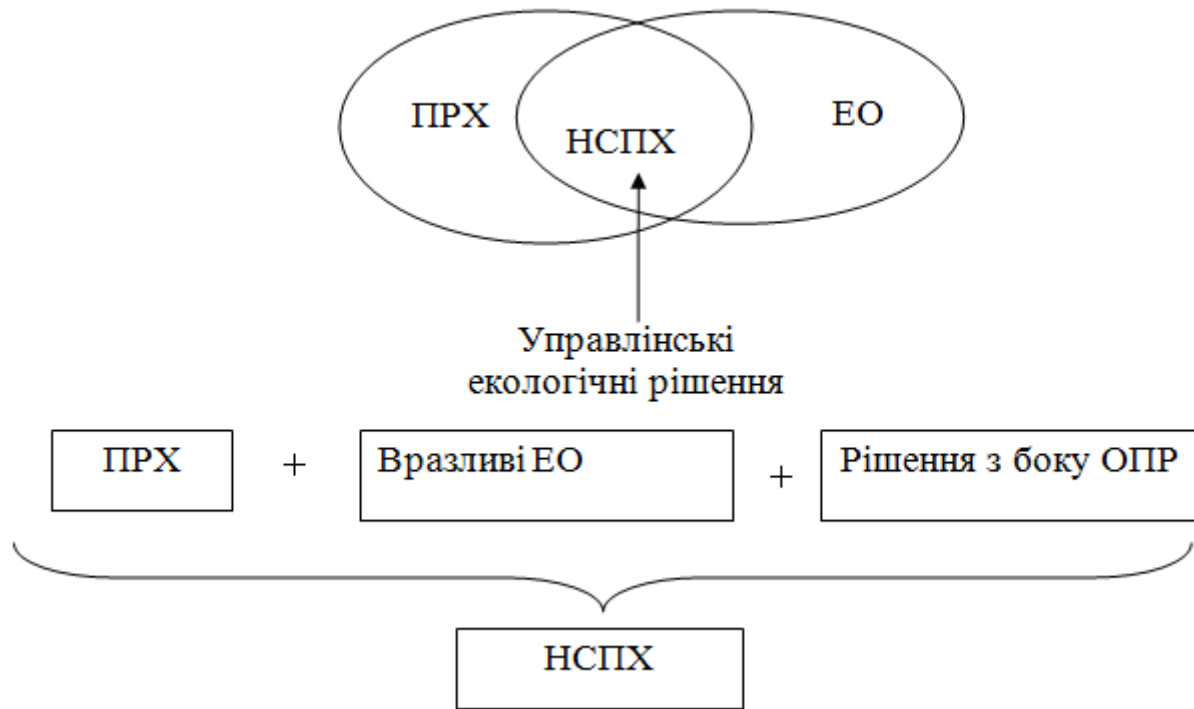 ПРХ
ЕО
НСПХ
Управлінські
екологічні рішення
ПРХ + Вразливі ЕО + Рішення з боку ОПР
НСПХ